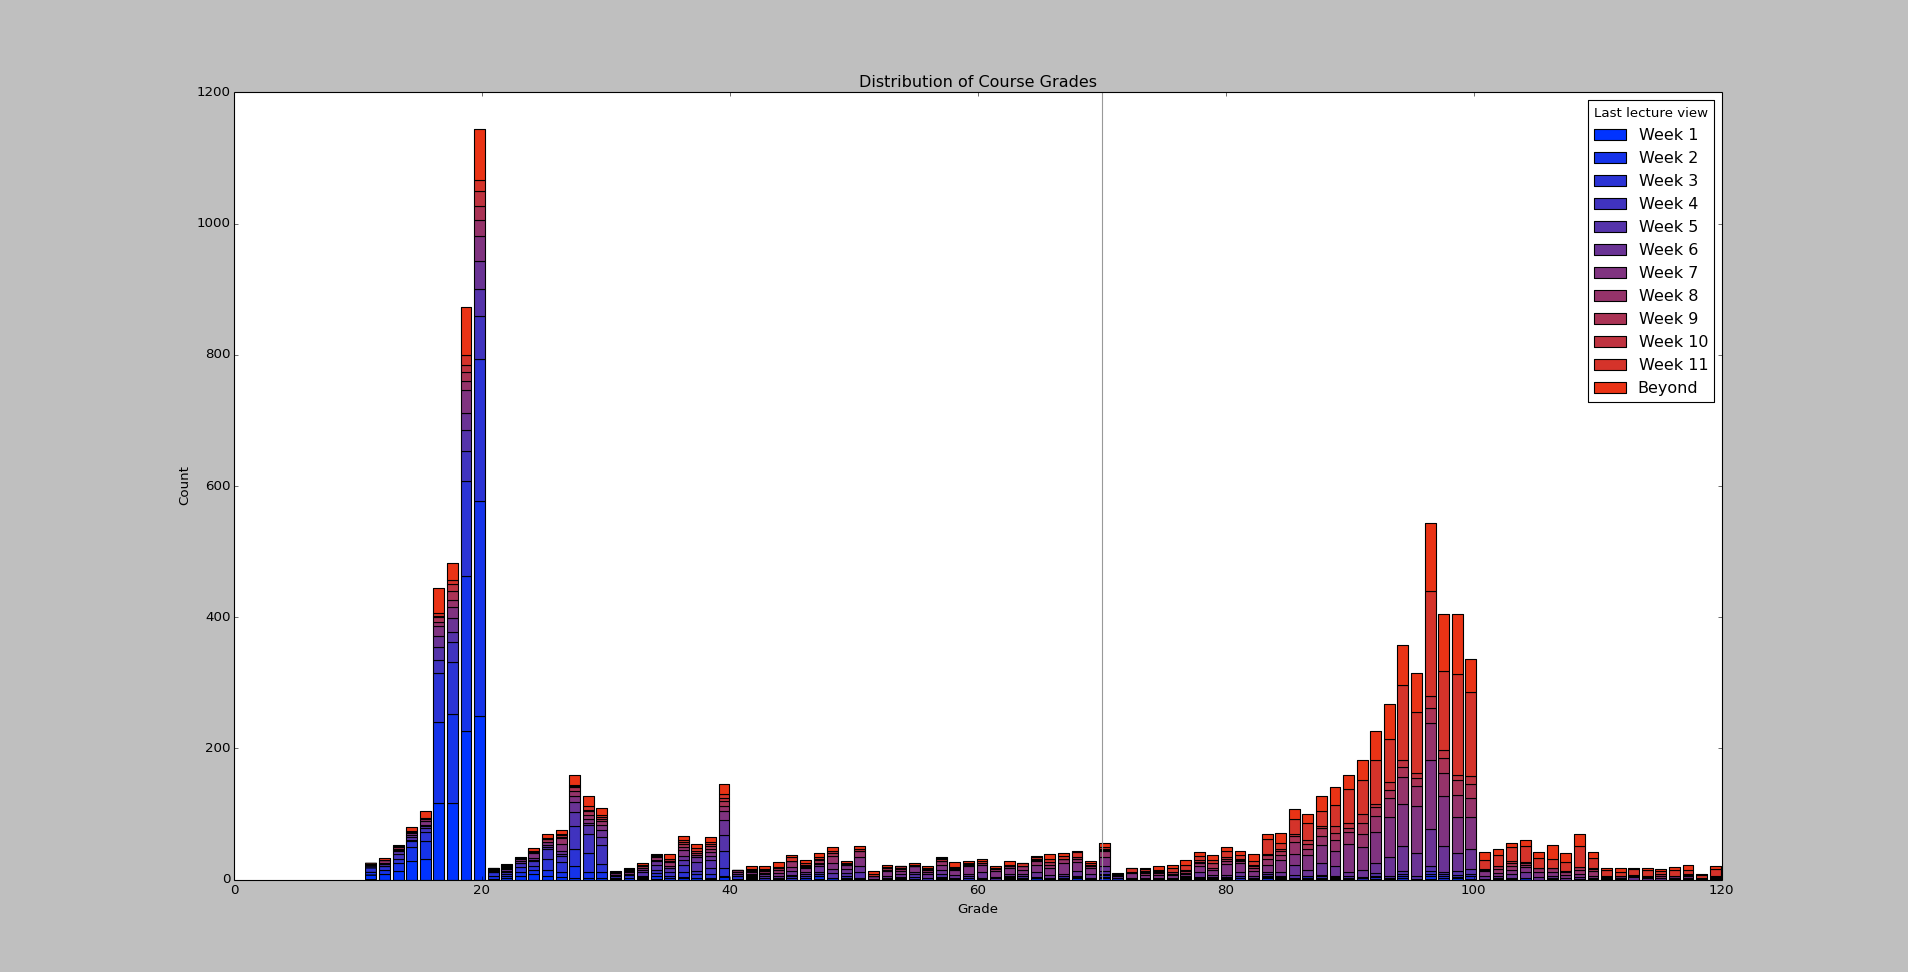 Distribution of Course Grades
1200
1000
800
600
400
200
0
Count
0 20 40 60 80 100 120
Grade
Last lecture view
Week 1
Week 2
Week 3
Week 4
Week 5
Week 6
Week 7
Week 8
Week 9
Week 10
Week 11
Beyond